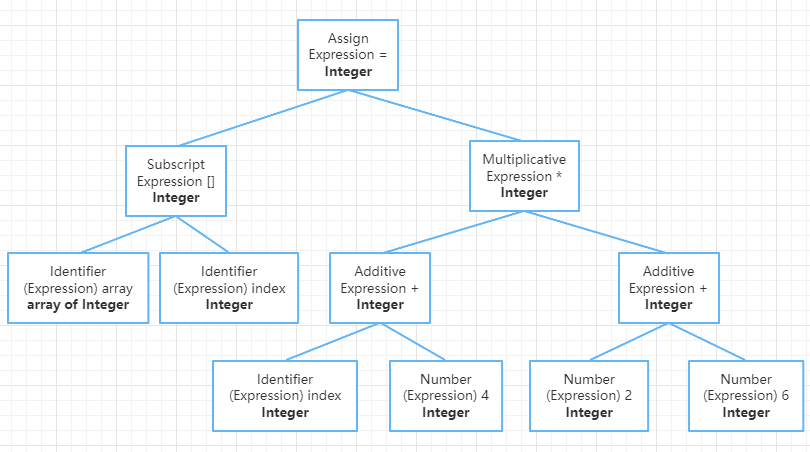 Assign
Expression =
Integer
Subscript
Expression []
Integer
Multiplicative
Expression *
Integer
Identifier
(Expression) array
array of Integer
Identifier
(Expression) index
Integer
Additive
Expression +
Integer
Additive
Expression +
Integer
Identifier
(Expression) index
Integer
Number
(Expression) 4
Integer
Number
(Expression) 2
Integer
Number
(Expression) 6
Integer